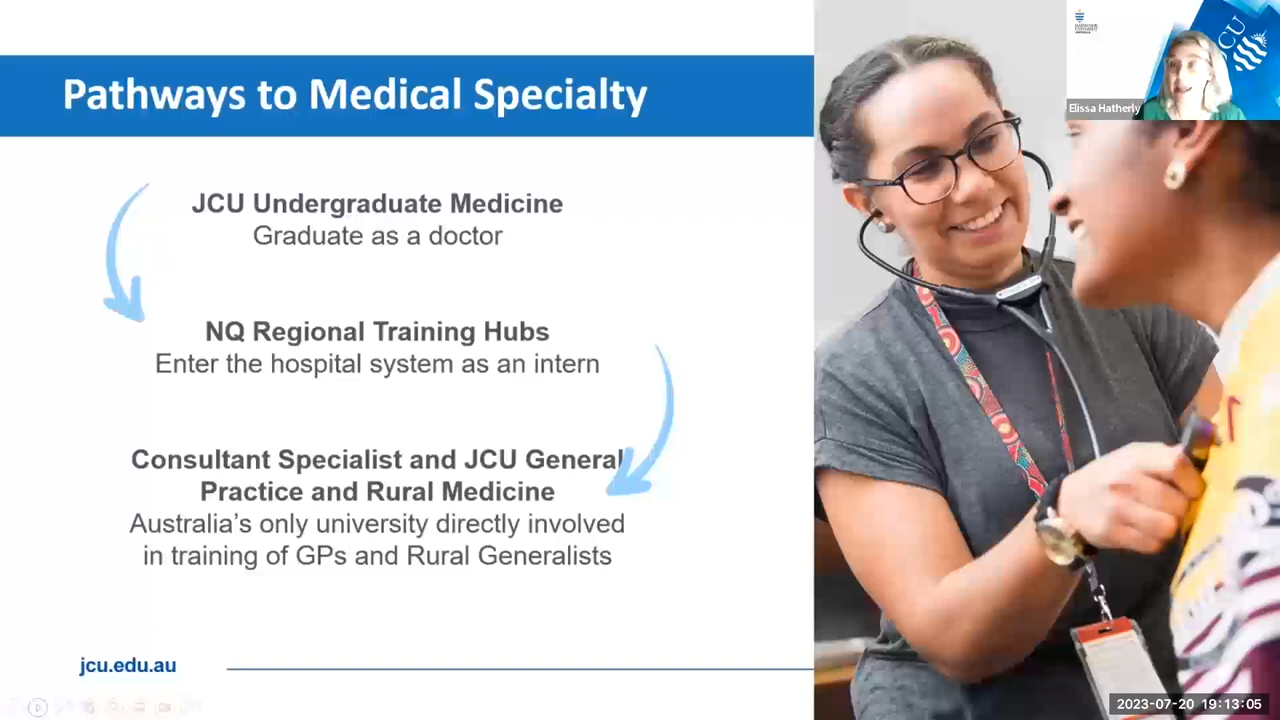 Pathways to Medical Specialty
JCU Undergraduate Medicine
Graduate as a doctor
NQ Regional Training Hubs
Enter the hospital system as an intern
Consultant Specialist and JCU General
Practice and Rural Medicine
Australia's only university directly involved
in training of GPs and Rural Generalists
jcu.edu.au
JCU
Elissa Hatherly
2023-07-20 19:13:05